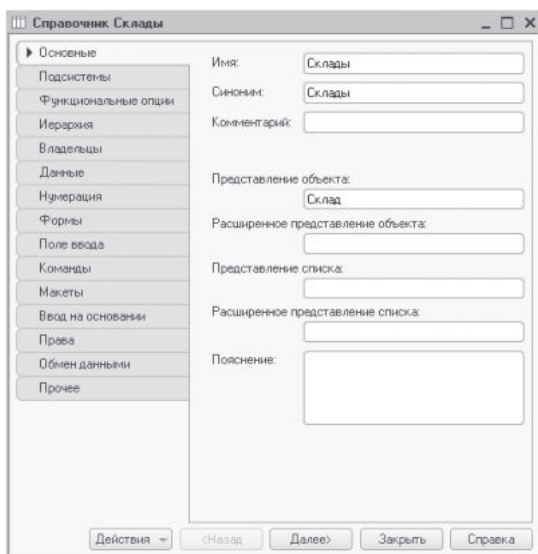 Справочник Склады
Основные
Подсистемы
Функциональные опции
Иерархия
Владельцы
Данные
Нумерация
Формы
Поле ввода
Команды
Макеты
Ввод на основании
Права
Обмен данными
Прочее
Имя: Склады
Синоним: Склады
Комментарий:
Представление объекта:
Склад
Расширенное представление объекта:
Представление списка:
Расширенное представление списка:
Пояснение:
Действия <Назад Далее> Закрыть Справка